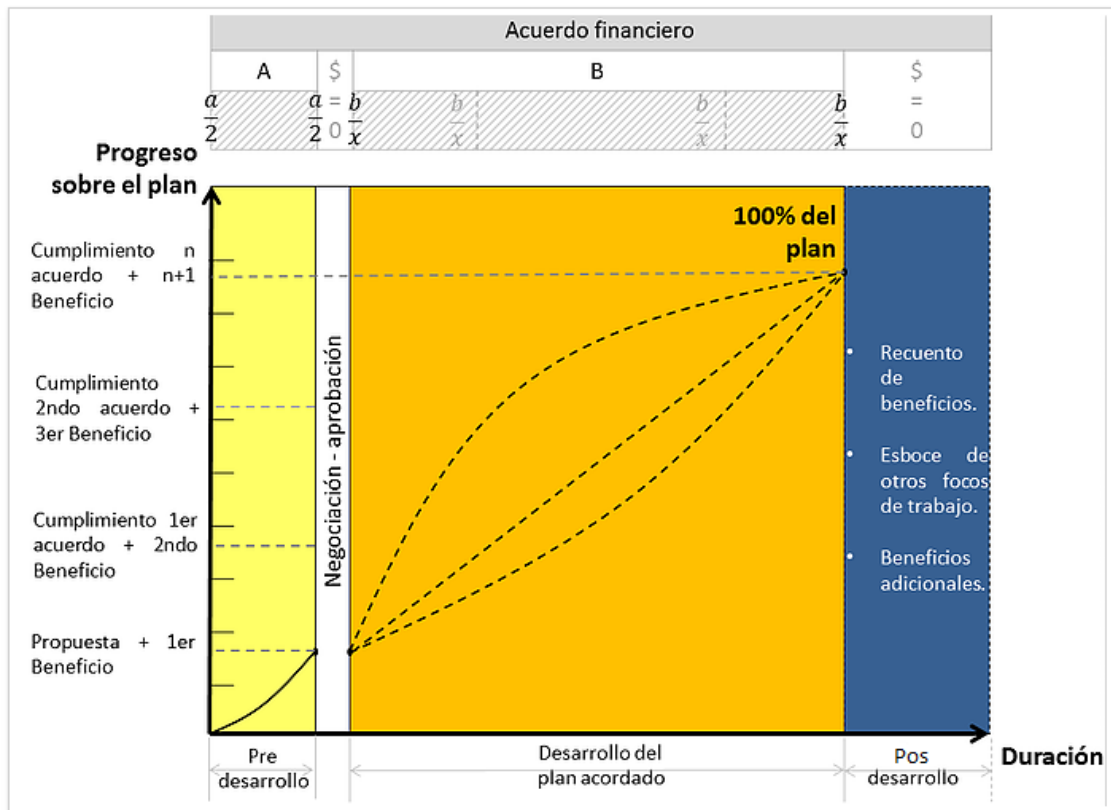 Acuerdo financiero
A
$
= 
0
B
$
=
0
a
2
a
2
b
x
b
x
b
x
b
x
Progreso
sobre el plan
Cumplimiento n
acuerdo + n+1
Beneficio
Cumplimiento
2ndo acuerdo +
3er Beneficio
Cumplimiento 1er
acuerdo + 2ndo
Beneficio
Propuesta + 1er
Beneficio
Negociación - aprobación
100% del
plan
• Recuento
de
beneficios.
• Esboce de
otros focos
de trabajo.
• Beneficios
adicionales.
Pre
desarrollo
Desarrollo del
plan acordado
Pos
desarrollo
Duración